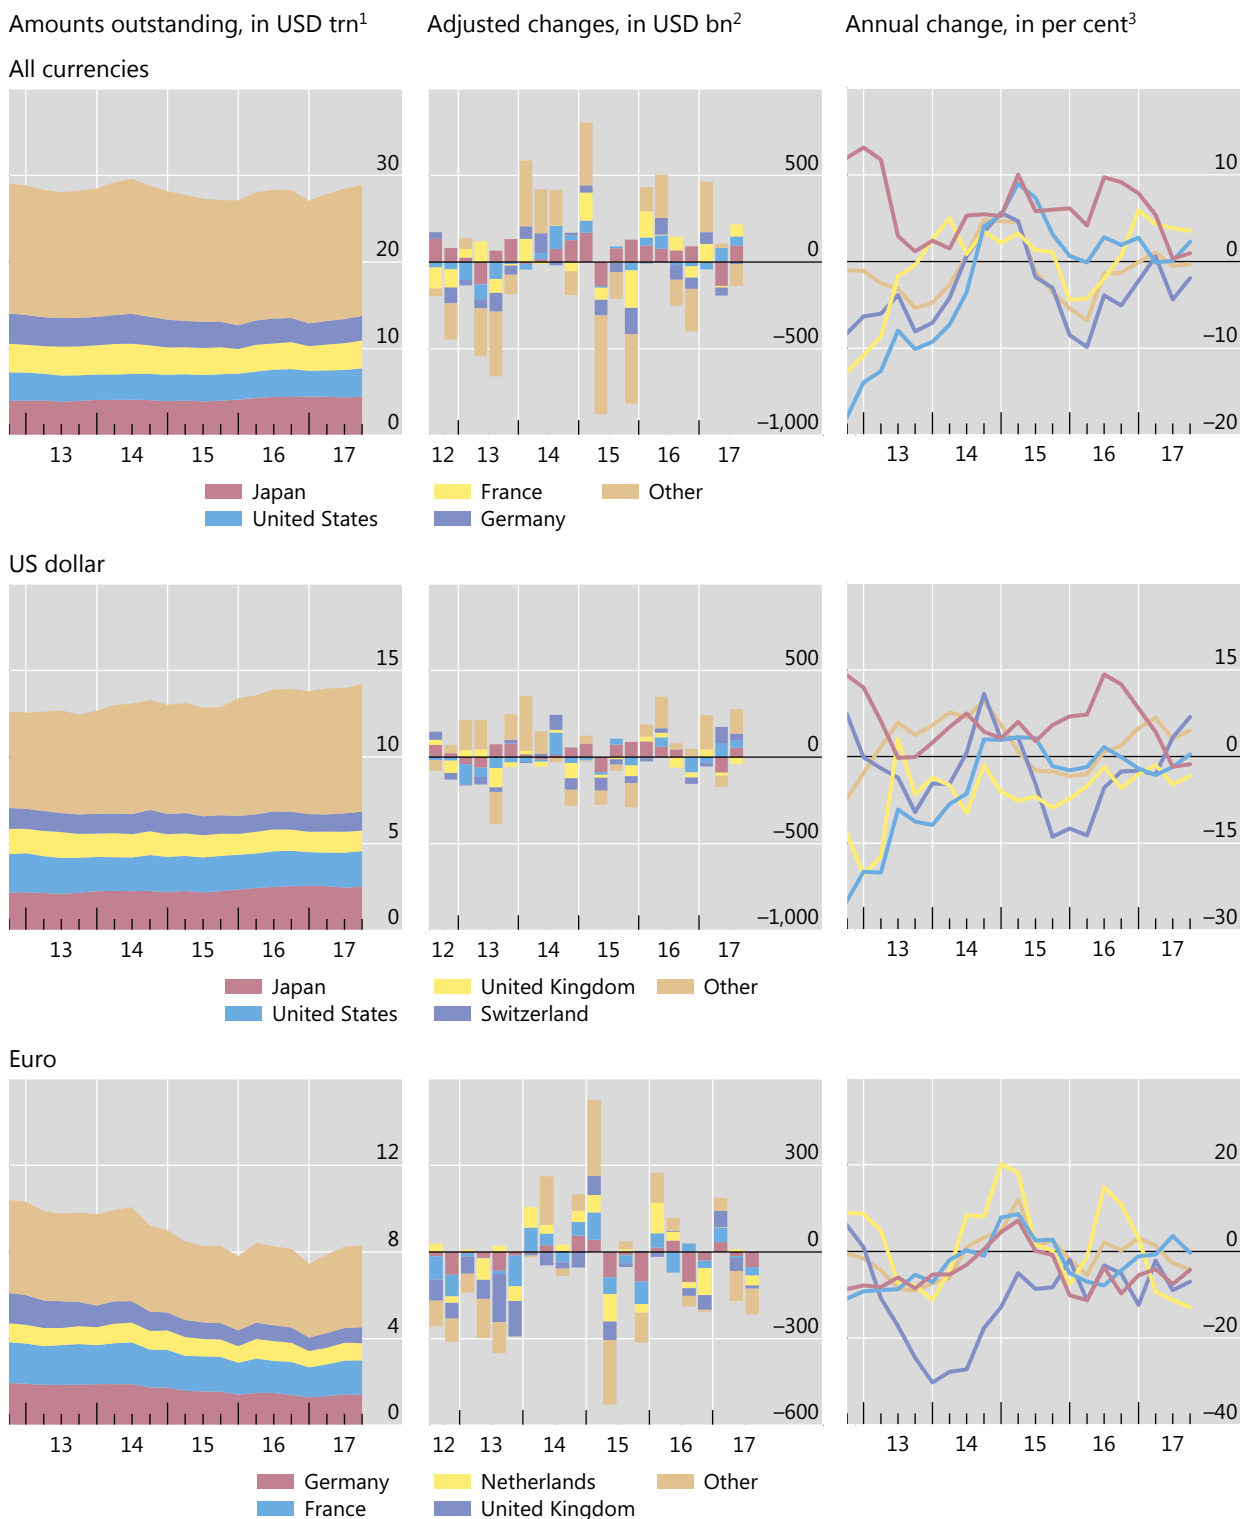 Amounts outstanding, in USD trn1 Adjusted changes, in USD bn2 Annual change, in per cent3
All currencies
30 500 10
20 0 0
10 –500 –10
0 –1,000 –20
13 14 15 16 17 12 13 14 15 16 17 13 14 15 16 17
Japan France Other
United States Germany
US dollar
15 500 15
10 0 0
5 –500 –15
0 –1,000 –30
13 14 15 16 17 12 13 14 15 16 17 13 14 15 16 17
Japan United Kingdom Other
United States Switzerland
Euro
12 300 20
8 0 0
4 –300 –20
0 –600 –40
13 14 15 16 17 12 13 14 15 16 17 13 14 15 16 17
Germany Netherlands Other
France United Kingdom